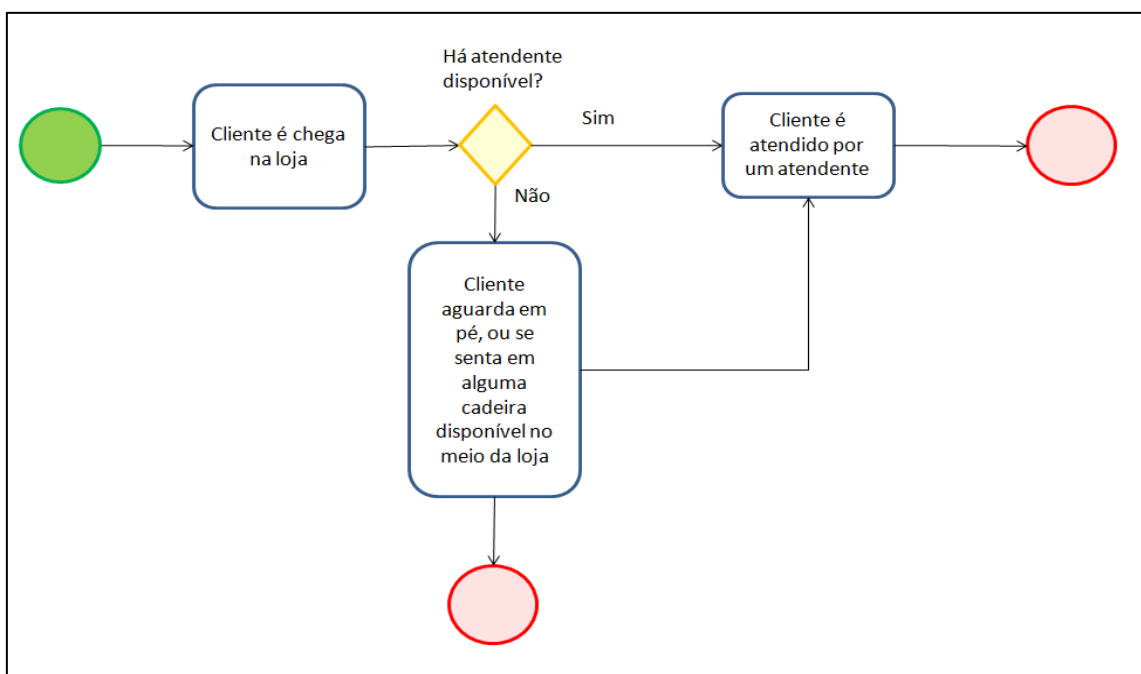 Há atendente
disponível?
Cliente é chega
na loja
Sim
Cliente é
atendido por
um atendente
Não
Cliente
aguarda em
pé, ou se
senta em
alguma
cadeira
disponível no
meio da loja